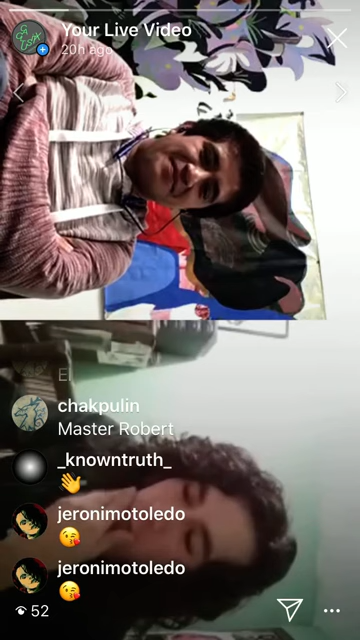 Your Live Video
20h ago
chakpulin
Master Robert
_knowntruth_
👋
jeronimotoledo
😘
jeronimotoledo
😘
52